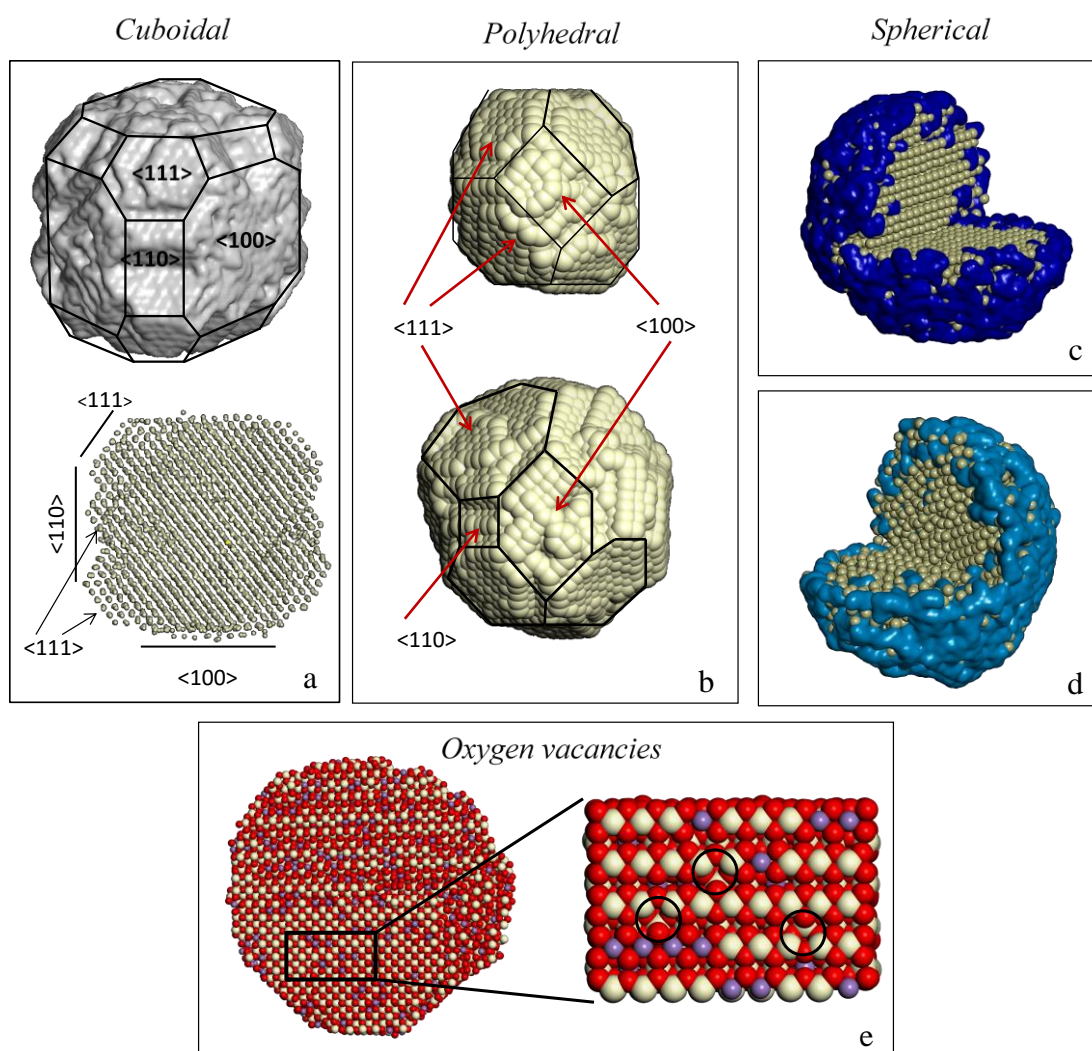 Cuboidal
Polyhedral
Spherical
<111>
<110>
<100>
<111>
<110>
<111>
<100>
a
<111>
<100>
<110>
b
c
d
Oxygen vacancies
e